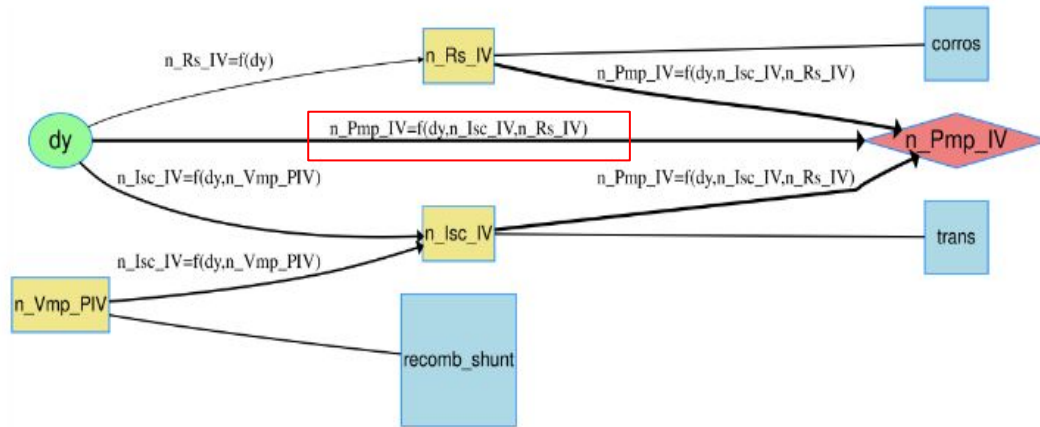 n_Rs_IV
corros
n_Rs_IV=f(dy)
n_Pmp_IV=f(dy,n_Isc_IV,n_Rs_IV)
n_Pmp_IV=f(dy,n_Isc_IV,n_Rs_IV)
dy
n_Pmp_IV
n_Isc_IV=f(dy,n_Vmp_PIV)
n_Pmp_IV=f(dy,n_Isc_IV,n_Rs_IV)
n_Isc_IV
trans
n_Isc_IV=f(dy,n_Vmp_PIV)
n_Vmp_PIV
recomb_shunt